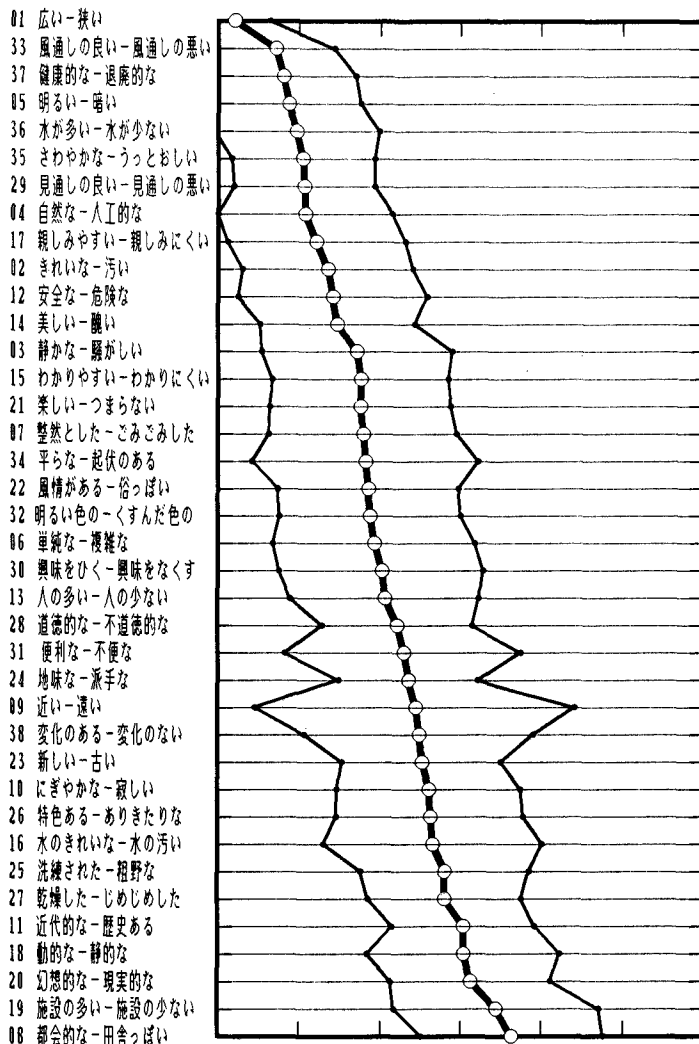 01 広い－狭い
33 風通しの良い－風通しの悪い
37 健康的な－退廃的な
05 明るい－暗い
36 水が多い－水が少ない
35 さわやかな－うっとおしい
29 見通しの良い－見通しの悪い
04 自然な－人工的な
17 親しみやすい－親しみにくい
02 きれいな－汚い
12 安全な－危険な
14 美しい－醜い
03 静かな－騒がしい
15 わかりやすい－わかりにくい
21 楽しい－つまらない
07 整然とした－ごみごみした
34 平らな－起伏のある
22 風情がある－俗っぽい
32 明るい色の－くすんだ色の
06 単純な－複雑な
30 興味をひく－興味をなくす
13 人の多い－人の少ない
28 道徳的な－不道徳的な
31 便利な－不便な
24 地味な－派手な
09 近い－遠い
38 変化のある－変化のない
23 新しい－古い
10 にぎやかな－寂しい
26 特色ある－ありきたりな
16 水のきれいな－水の汚い
25 洗練された－粗野な
27 乾燥した－じめじめした
11 近代的な－歴史ある
18 動的な－静的な
20 幻想的な－現実的な
19 施設の多い－施設の少ない
08 都会的な－田舎っぽい